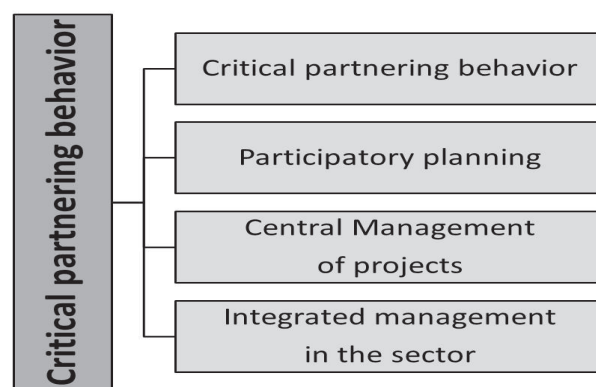 Critical partnering behavior
Critical partnering behavior
Participatory planning
Central Management
of projects
Integrated management
in the sector